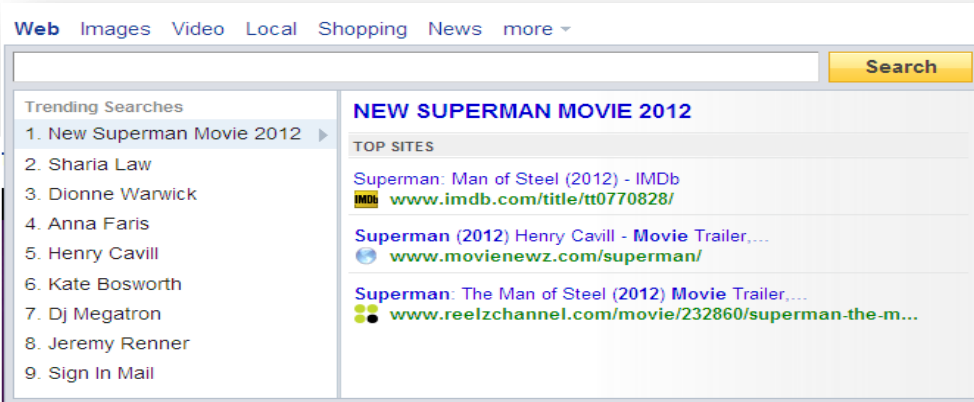 Web Images Video Local Shopping News more
Search
Trending Searches
1. New Superman Movie 2012
2. Sharia Law
3. Dionne Warwick
4. Anna Faris
5. Henry Cavill
6. Kate Bosworth
7. Dj Megatron
8. Jeremy Renner
9. Sign In Mail
NEW SUPERMAN MOVIE 2012
TOP SITES
Superman: Man of Steel (2012) - IMDb
IMDb www.imdb.com/title/tt0770828/
Superman (2012) Henry Cavill - Movie Trailer,...
www.movienewz.com/superman/
Superman: The Man of Steel (2012) Movie Trailer,...
www.reelzchannel.com/movie/232860/superman-the-m...